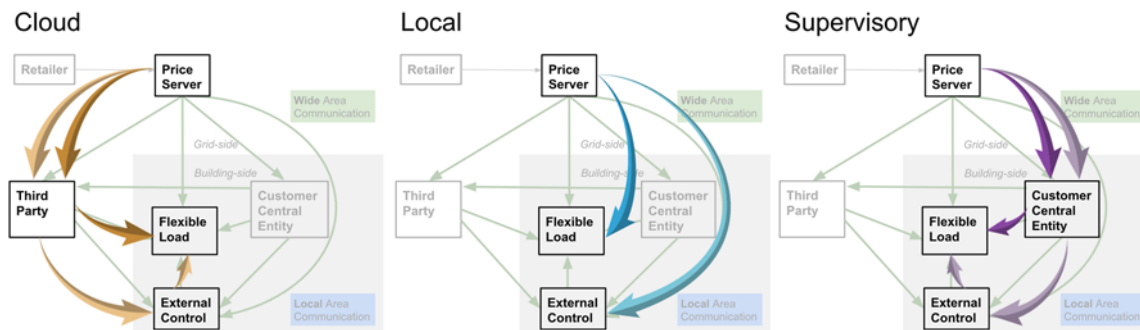 Cloud
Retailer
Price
Server
Wide Area
Communication
Grid-side
Building-side
Third
Party
Flexible
Load
Customer
Central
Entity
External
Control
Local Area
Communication
Local
Retailer
Price
Server
Wide Area
Communication
Grid-side
Building-side
Third
Party
Flexible
Load
Customer
Central
Entity
External
Control
Local Area
Communication
Supervisory
Retailer
Price
Server
Wide Area
Communication
Grid-side
Building-side
Third
Party
Flexible
Load
Customer
Central
Entity
External
Control
Local Area
Communication